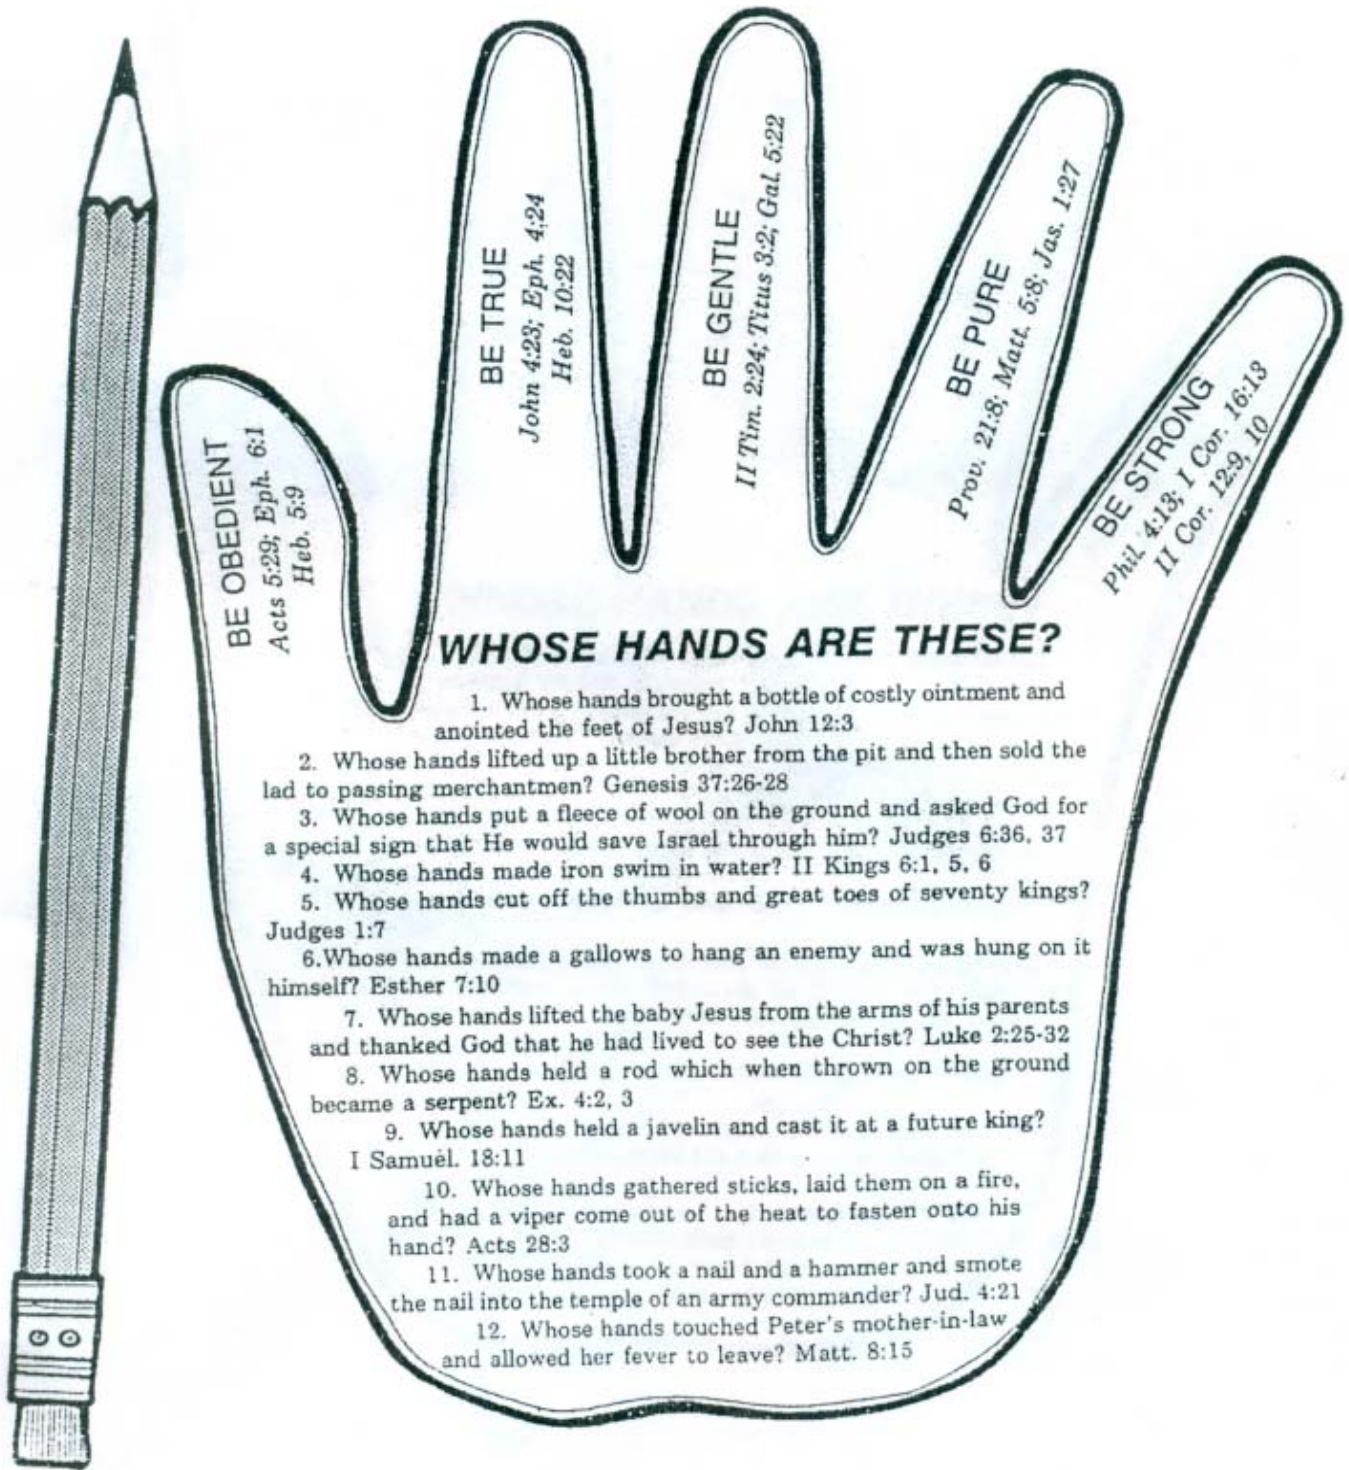 BE OBEDIENT
Acts 5:29; Eph. 6:1
Heb. 5:9
BE TRUE
John 4:23; Eph. 4:24
Heb. 10:22
BE GENTLE
II Tim. 2:24; Titus 3:2; Gal. 5:22
BE PURE
Prov. 21:8; Matt. 5:8; Jas. 1:27
BE STRONG
Phil. 4:13; I Cor. 16:13
II Cor. 12:9, 10
WHOSE HANDS ARE THESE?
1. Whose hands brought a bottle of costly ointment and
anointed the feet of Jesus? John 12:3
2. Whose hands lifted up a little brother from the pit and then sold the
lad to passing merchantmen? Genesis 37:26-28
3. Whose hands put a fleece of wool on the ground and asked God for
a special sign that He would save Israel through him? Judges 6:36, 37
4. Whose hands made iron swim in water? II Kings 6:1, 5, 6
5. Whose hands cut off the thumbs and great toes of seventy kings?
Judges 1:7
6.Whose hands made a gallows to hang an enemy and was hung on it
himself? Esther 7:10
7. Whose hands lifted the baby Jesus from the arms of his parents
and thanked God that he had lived to see the Christ? Luke 2:25-32
8. Whose hands held a rod which when thrown on the ground
became a serpent? Ex. 4:2, 3
9. Whose hands held a javelin and cast it at a future king?
I Samuel. 18:11
10. Whose hands gathered sticks, laid them on a fire,
and had a viper come out of the heat to fasten onto his
hand? Acts 28:3
11. Whose hands took a nail and a hammer and smote
the nail into the temple of an army commander? Jud. 4:21
12. Whose hands touched Peter's mother-in-law
and allowed her fever to leave? Matt. 8:15